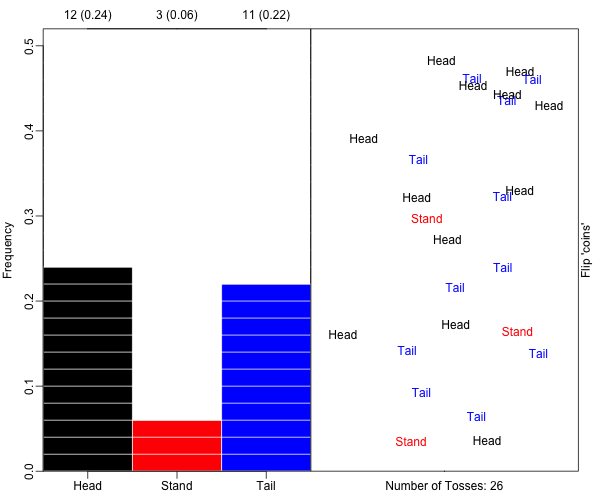 12 (0.24) 3 (0.06) 11 (0.22)
Frequency
0.5
0.4
0.3
0.2
0.1
0.0
Head Stand Tail
Head
Head
Tail Tail
Head
Head
Tail
Head
Head
Tail
Head
Head Tail
Stand
Head
Tail
Tail
Head
Stand
Head
Tail
Tail
Tail
Tail
Stand Head
Flip 'coins'
Number of Tosses: 26